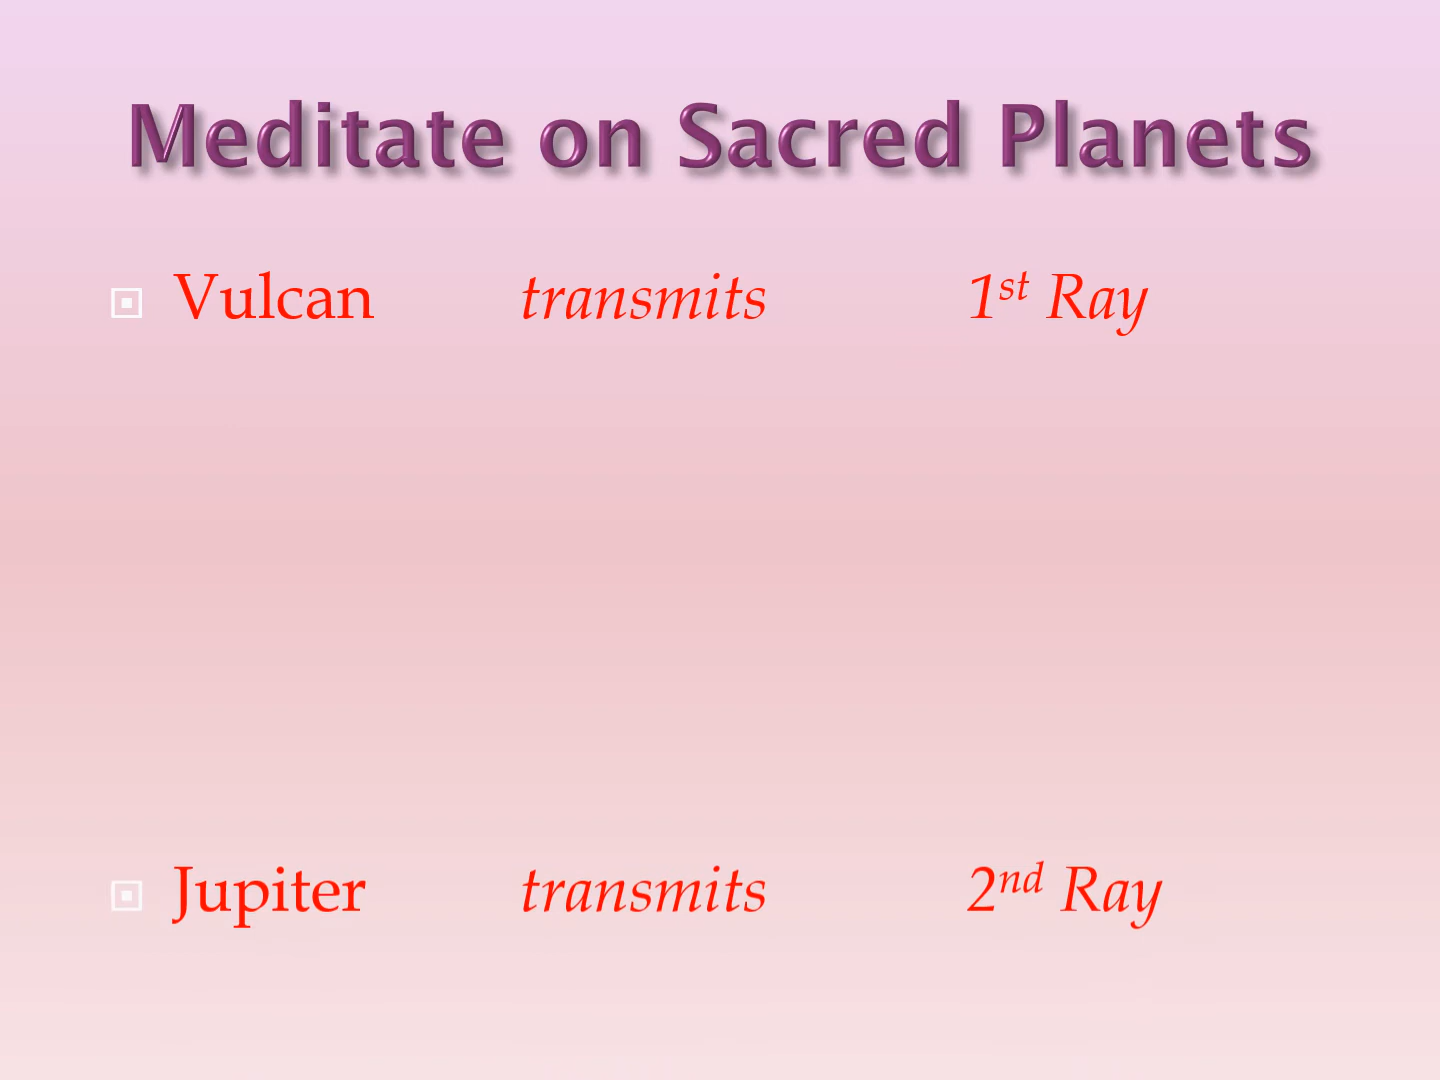 Meditate on Sacred Planets
Vulcan transmits 1st Ray
Jupiter transmits 2nd Ray